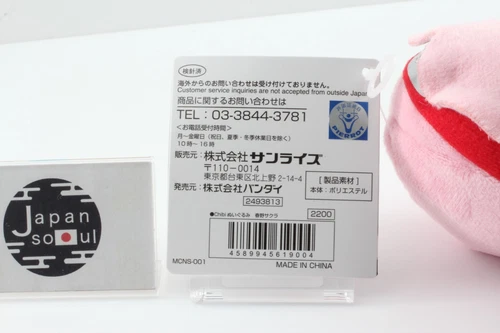 検針済
海外からのお問い合わせは受け付けておりません。
Customer service inquiries are not accepted from outside Japan
商品に関するお問い合わせは
TEL:03-3844-3781
<お電話受付時間>
月~金曜日(祝日、夏季・冬季休業日を除く)
10時~16時
PIERROT
販売元:株式会社サンライズ
〒110-0014
東京都台東区北上野2-14-4
発売元:株式会社バンダイ
2493813
[製品素材]
本体:ポリエステル
●Chibiぬいぐるみ 春野サクラ
2200
4589945619004
MCNS-001
MADE IN CHINA
Japan
soul